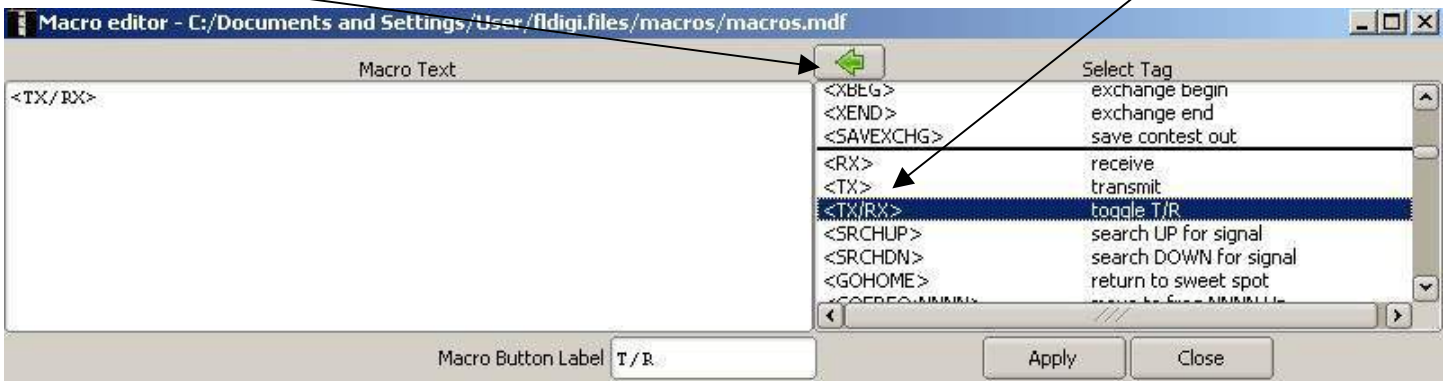 Macro editor - C:/Documents and Settings/User/fldigi.files/macros/macros.mdf
Macro Text
Select Tag
<TX/RX>
<XBEG> exchange begin
<XEND> exchange end
<SAVEXCHG> save contest out
<RX> receive
<TX> transmit
<TX/RX> toggle T/R
<SRCHUP> search UP for signal
<SRCHDN> search DOWN for signal
<GOHOME> return to sweet spot
Macro Button Label T/R
Apply
Close